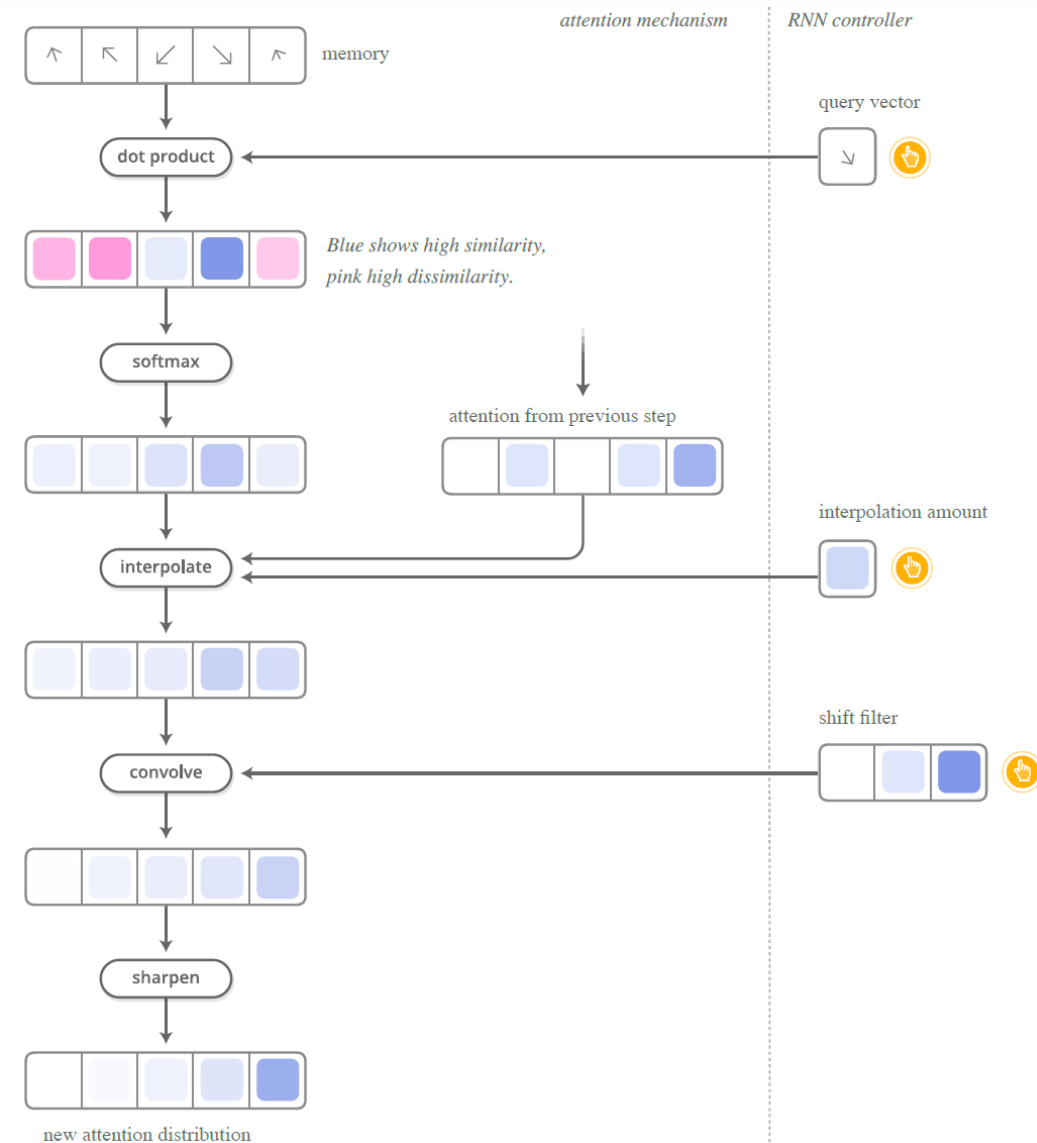 attention mechanism
RNN controller
memory
query vector
dot product
Blue shows high similarity,
pink high dissimilarity.
softmax
attention from previous step
interpolation amount
interpolate
shift filter
convolve
sharpen
new attention distribution